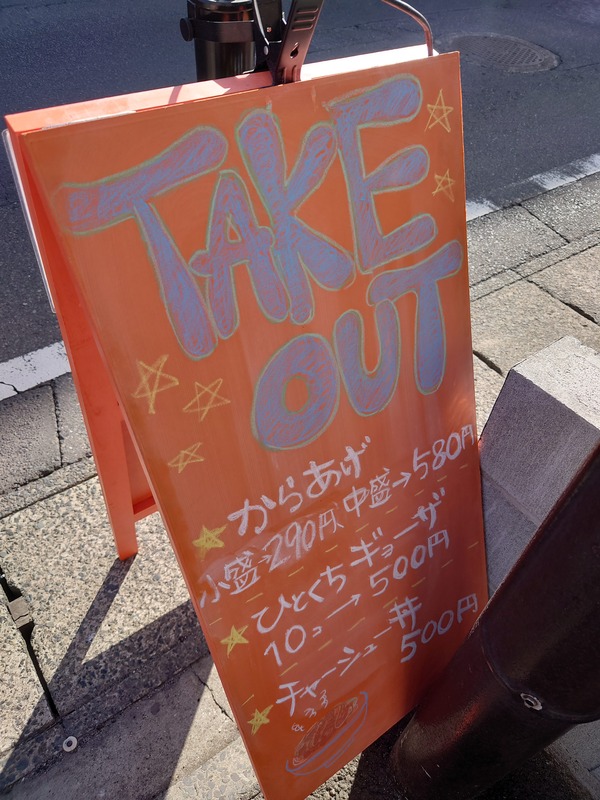 TAKE
OUT
からあげ
小盛→290円 中盛→580円
ひとくちギョーザ
10コ→500円
チャーシュー丼
500円